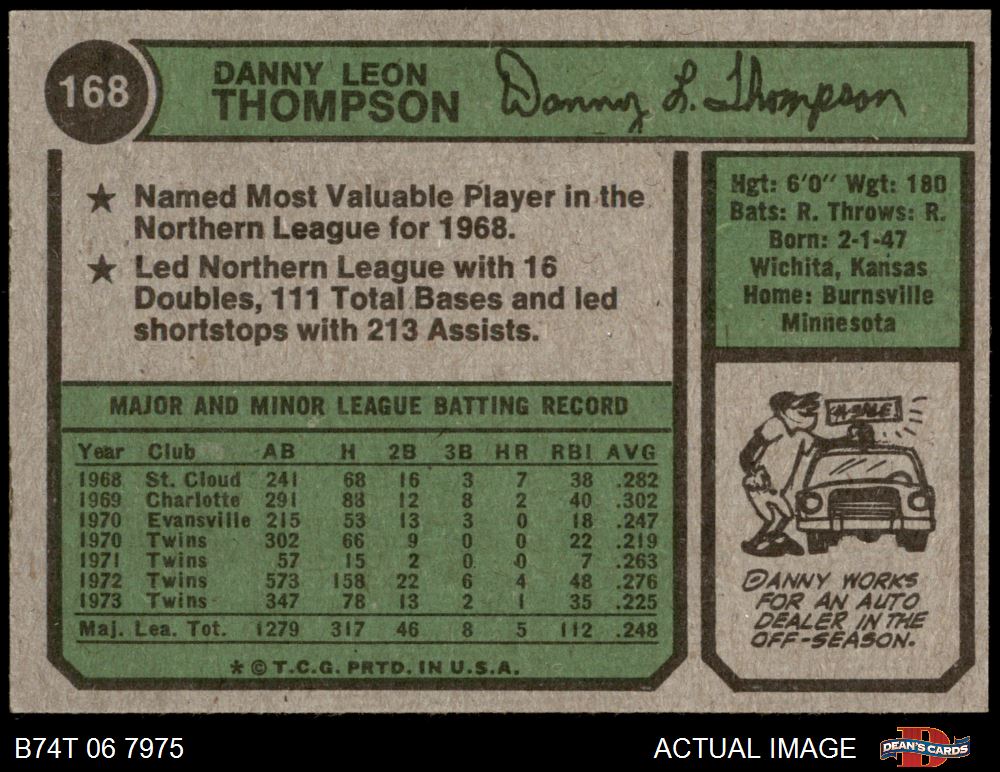 168
DANNY LEON
THOMPSON
Danny L. Thompson
★ Named Most Valuable Player in the
Northern League for 1968.
★ Led Northern League with 16
Doubles, 111 Total Bases and led
shortstops with 213 Assists.
Hgt: 6'0" Wgt: 180
Bats: R. Throws: R.
Born: 2-1-47
Wichita, Kansas
Home: Burnsville
Minnesota
MAJOR AND MINOR LEAGUE BATTING RECORD
Year Club AB H 2B 3B HR RBI AVG
1968 St. Cloud 241 68 16 3 7 38 .282
1969 Charlotte 291 88 12 8 2 40 .302
1970 Evansville 215 53 13 3 0 18 .247
1970 Twins 302 66 9 0 0 22 .219
1971 Twins 57 15 2 0 0 7 .263
1972 Twins 573 158 22 6 4 48 .276
1973 Twins 347 78 13 2 1 35 .225
Maj. Lea. Tot. 1279 317 46 8 5 112 .248
* © T.C.G. PRTD. IN U.S.A.
DANNY WORKS
FOR AN AUTO
DEALER IN THE
OFF-SEASON.
B74T 06 7975
ACTUAL IMAGE
DEAN'S CARDS